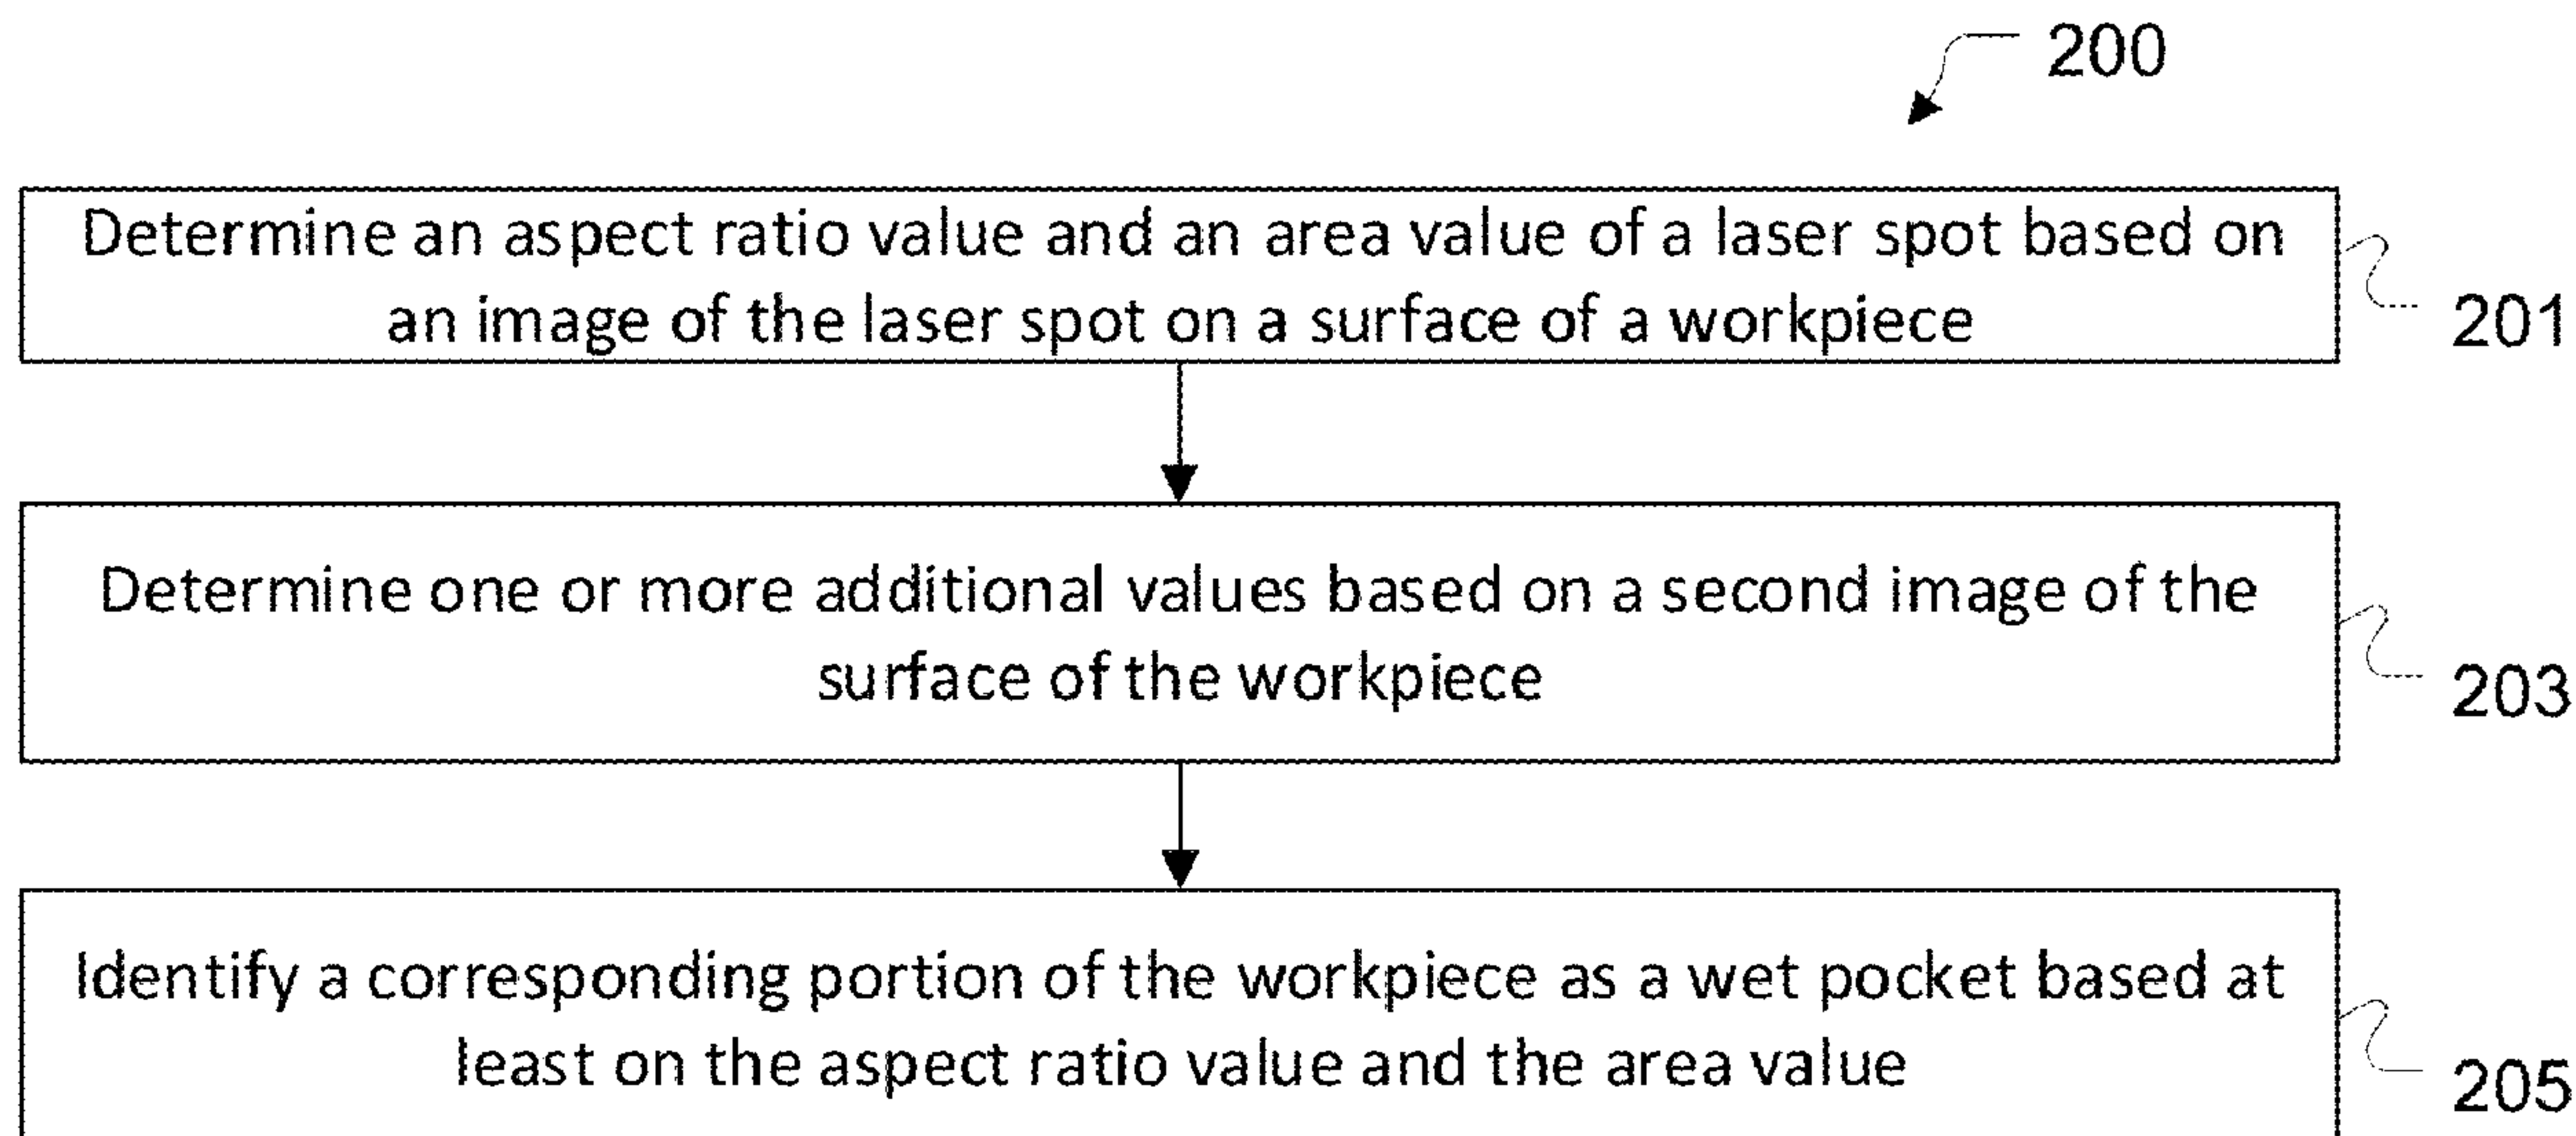 200
Determine an aspect ratio value and an area value of a laser spot based on
an image of the laser spot on a surface of a workpiece
201
Determine one or more additional values based on a second image of the
surface of the workpiece
203
Identify a corresponding portion of the workpiece as a wet pocket based at
least on the aspect ratio value and the area value
205